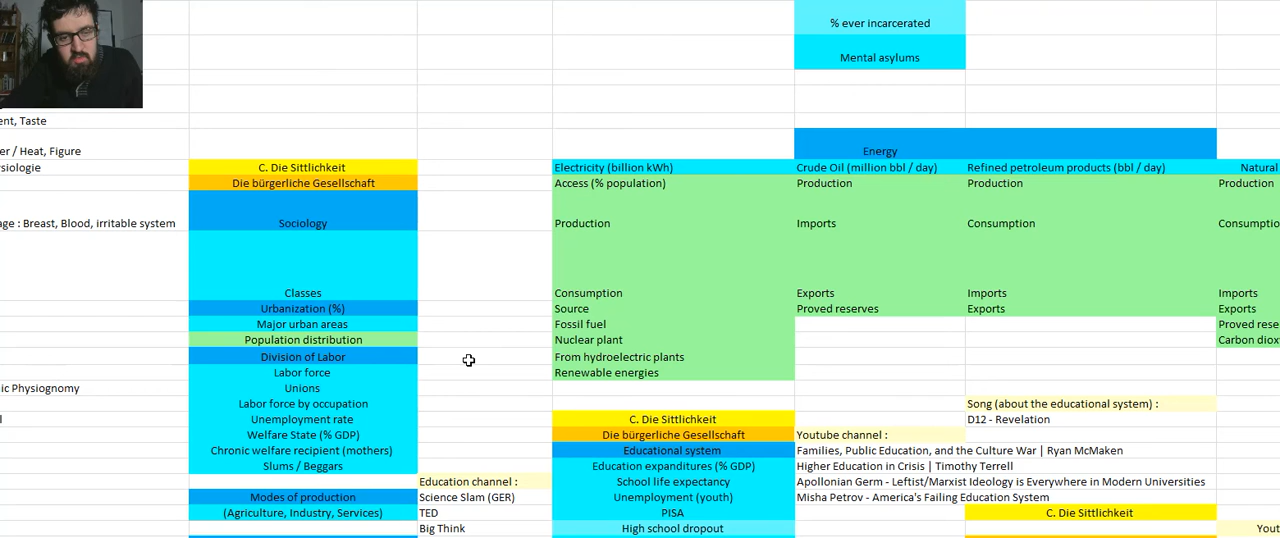 % ever incarcerated
Mental asylums
ent, Taste
er / Heat, Figure
Energy
rsiologie
C. Die Sittlichkeit
Electricity (billion kWh)
Crude Oil (million bbl / day)
Refined petroleum products (bbl / day)
Natural
Die bürgerliche Gesellschaft
Access (% population)
Production
Production
Production
age : Breast, Blood, irritable system
Sociology
Production
Imports
Consumption
Consumptio
Classes
Consumption
Exports
Imports
Imports
Urbanization (%)
Source
Proved reserves
Exports
Exports
Major urban areas
Fossil fuel
Proved rese
Population distribution
Nuclear plant
Carbon diox
Division of Labor
From hydroelectric plants
Labor force
Renewable energies
ic Physiognomy
Unions
Labor force by occupation
Song (about the educational system) :
l
Unemployment rate
C. Die Sittlichkeit
D12 - Revelation
Welfare State (% GDP)
Die bürgerliche Gesellschaft
Youtube channel :
Chronic welfare recipient (mothers)
Educational system
Families, Public Education, and the Culture War | Ryan McMaken
Slums / Beggars
Education expenditures (% GDP)
Higher Education in Crisis | Timothy Terrell
Education channel :
School life expectancy
Apollonian Germ - Leftist/Marxist Ideology is Everywhere in Modern Universities
Modes of production
Science Slam (GER)
Unemployment (youth)
Misha Petrov - America's Failing Education System
(Agriculture, Industry, Services)
TED
PISA
C. Die Sittlichkeit
Big Think
High school dropout
Yout